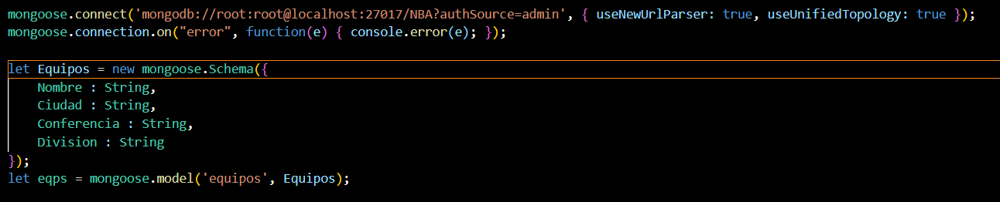 mongoose.connect('mongodb://root:root@localhost:27017/NBA?authSource=admin', { useNewUrlParser: true, useUnifiedTopology: true });
mongoose.connection.on("error", function(e) { console.error(e); });
let Equipos = new mongoose.Schema({
Nombre : String,
Ciudad : String,
Conferencia : String,
Division : String
});
let eqps = mongoose.model('equipos', Equipos);